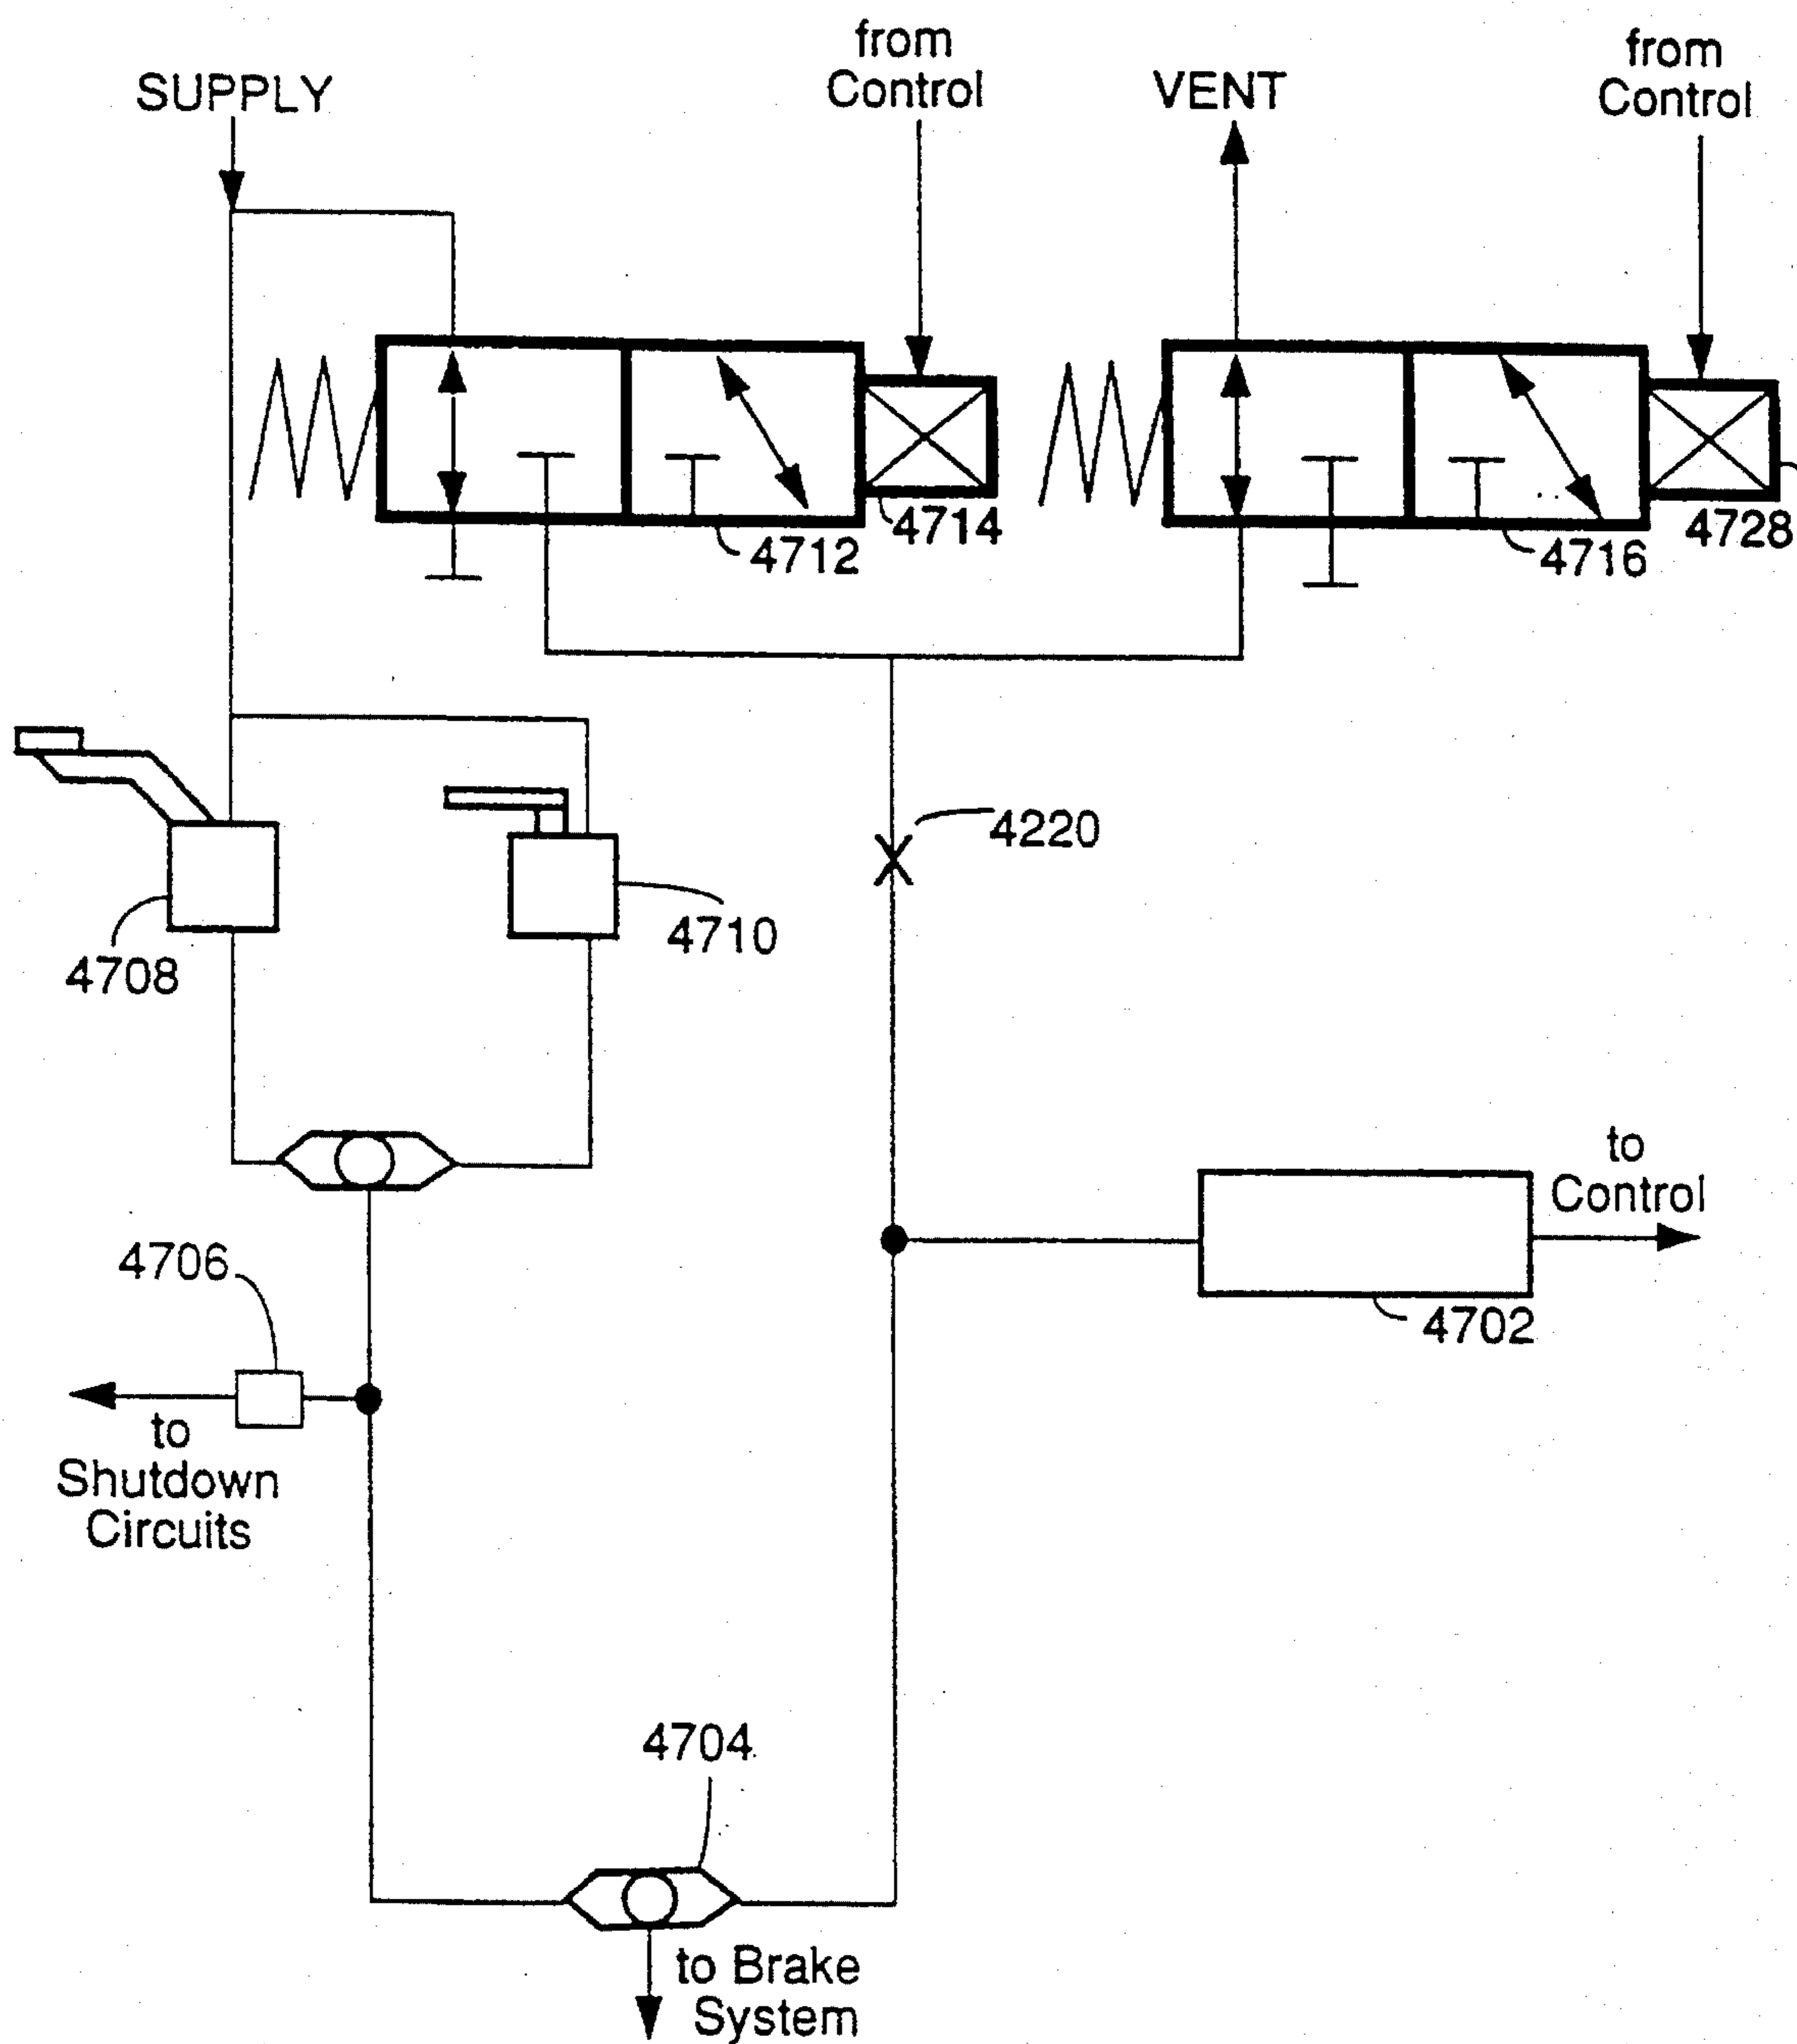 from
Control
from
Control
SUPPLY
VENT
4714
4712
4728
4716
4220
4710
4708
to
Control
4706
4702
to
Shutdown
Circuits
4704
to Brake
System